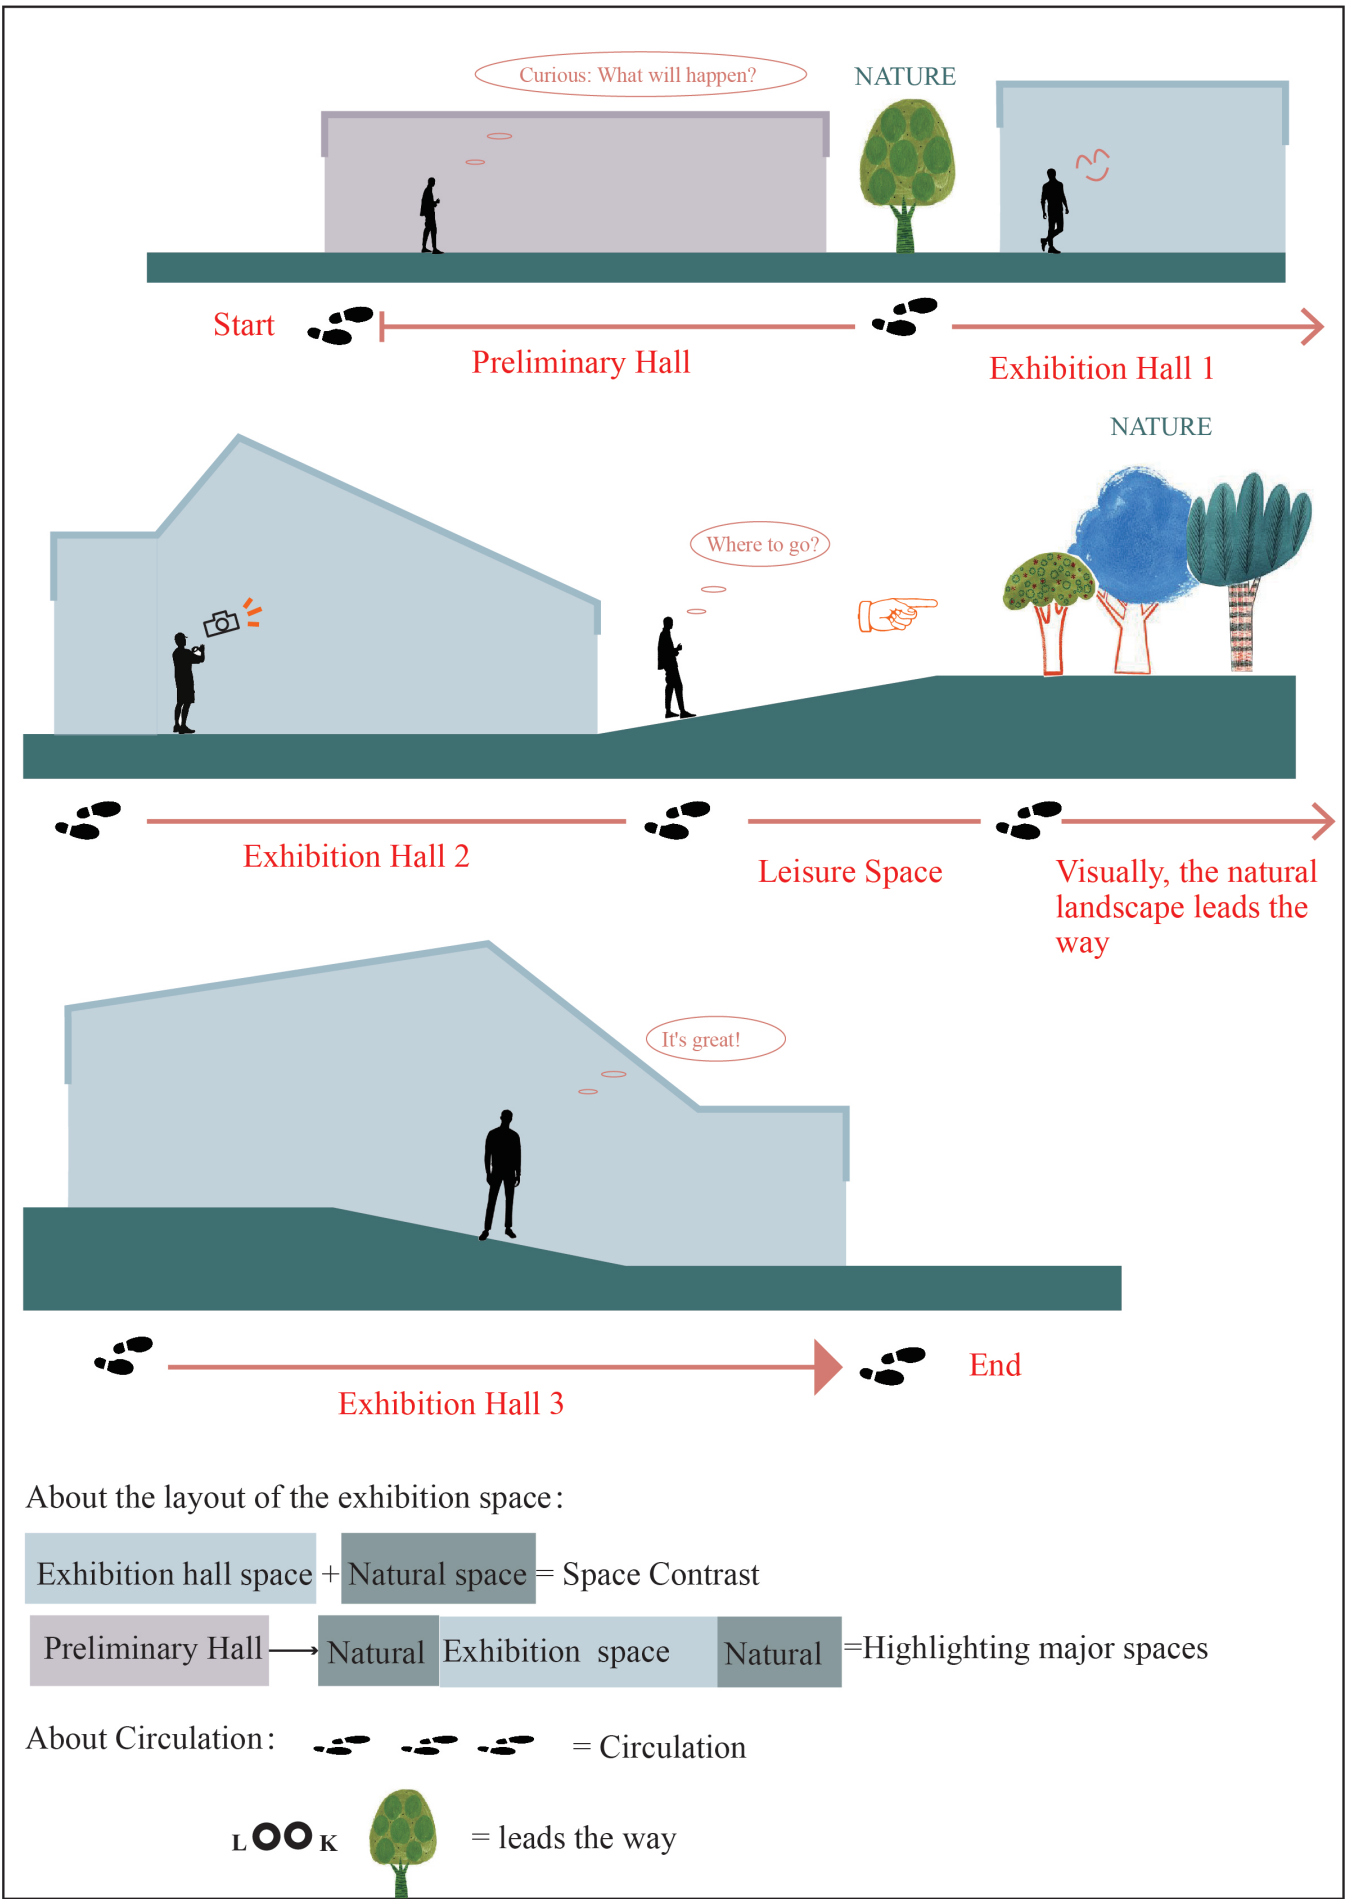 Curious: What will happen?
NATURE
Start
Preliminary Hall
Exhibition Hall 1
NATURE
Where to go?
Exhibition Hall 2
Leisure Space
Visually, the natural
landscape leads the
way
It's great!
Exhibition Hall 3
End
About the layout of the exhibition space:
Exhibition hall space + Natural space = Space Contrast
Preliminary Hall → Natural Exhibition space Natural =Highlighting major spaces
About Circulation: = Circulation
LOOK = leads the way